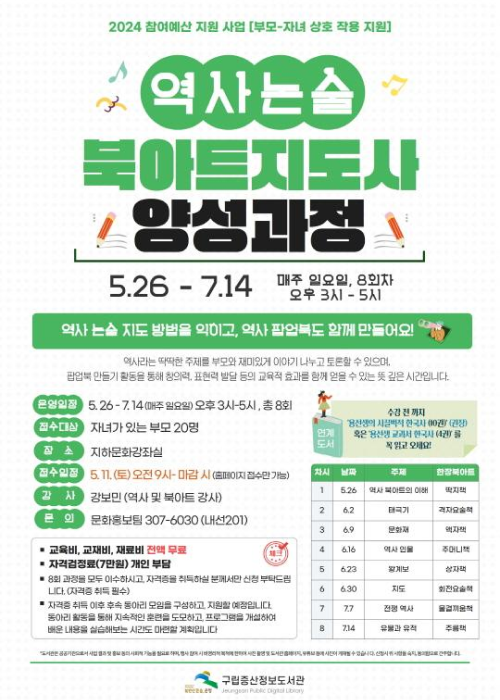 2024 참여예산 지원 사업 [부모-자녀 상호 작용 지원]
역사논술
북아트지도사
양성과정
5.26 - 7.14
매주 일요일, 8회차
오후 3시 - 5시
역사 논술 지도 방법을 익히고, 역사 팝업북도 함께 만들어요!
역사라는 딱딱한 주제를 부모와 재미있게 이야기 나누고 토론할 수 있으며,
팝업북 만들기 활동을 통해 창의력, 표현력 발달 등의 교육적 효과를 함께 얻을 수 있는 뜻 깊은 시간입니다.
운영일정 5. 26 - 7. 14 (매주 일요일) 오후 3시-5시 , 총 8회
접수대상 자녀가 있는 부모 20명
장 소 지하문화강좌실
접수일정 5. 11. (토) 오전 9시- 마감 시 (홈페이지 접수만 가능)
강 사 강보민 (역사 및 북아트 강사)
문 의 문화홍보팀 307-6030 (내선201)
연계
도서
수강 전 까지
'용선생의 시끌벅적 한국사 (10권)' (권장)
혹은 '용선생 교과서 한국사 (4권)' 를
꼭 읽고 오세요!
차시 날짜 주제 현장북아트
1 5.26 역사 북아트의 이해 딱지책
2 6.2 태극기 격자요술책
3 6.9 문화재 액자책
4 6.16 역사 인물 주머니책
5 6.23 왕계보 상자책
6 6.30 지도 회전요술책
7 7.7 전쟁 역사 물결끼움책
8 7.14 유물과 유적 주름책
체크
▪ 교육비, 교재비, 재료비 전액 무료
▪ 자격검정료(7만원) 개인 부담
▪ 8회 과정을 모두 이수하시고, 자격증을 취득하실 분께서만 신청 부탁드립
니다. (자격증 취득 필수)
▪ 자격증 취득 이후 후속 동아리 모임을 구성하고, 지원할 예정입니다.
동아리 활동을 통해 지속적인 훈련을 도모하고, 프로그램을 개설하여
배운 내용을 실습해보는 시간도 마련할 계획입니다
구립증산정보도서관
Jeungsan Public Digital Library